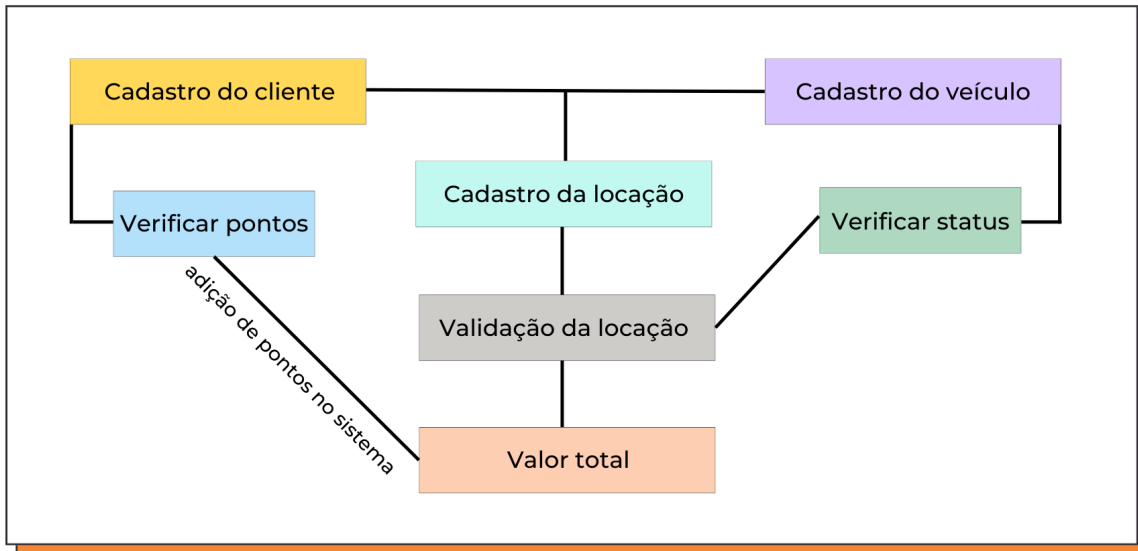 Cadastro do cliente
Cadastro do veículo
Cadastro da locação
Verificar pontos
Verificar status
adição de pontos no sistema
Validação da locação
Valor total